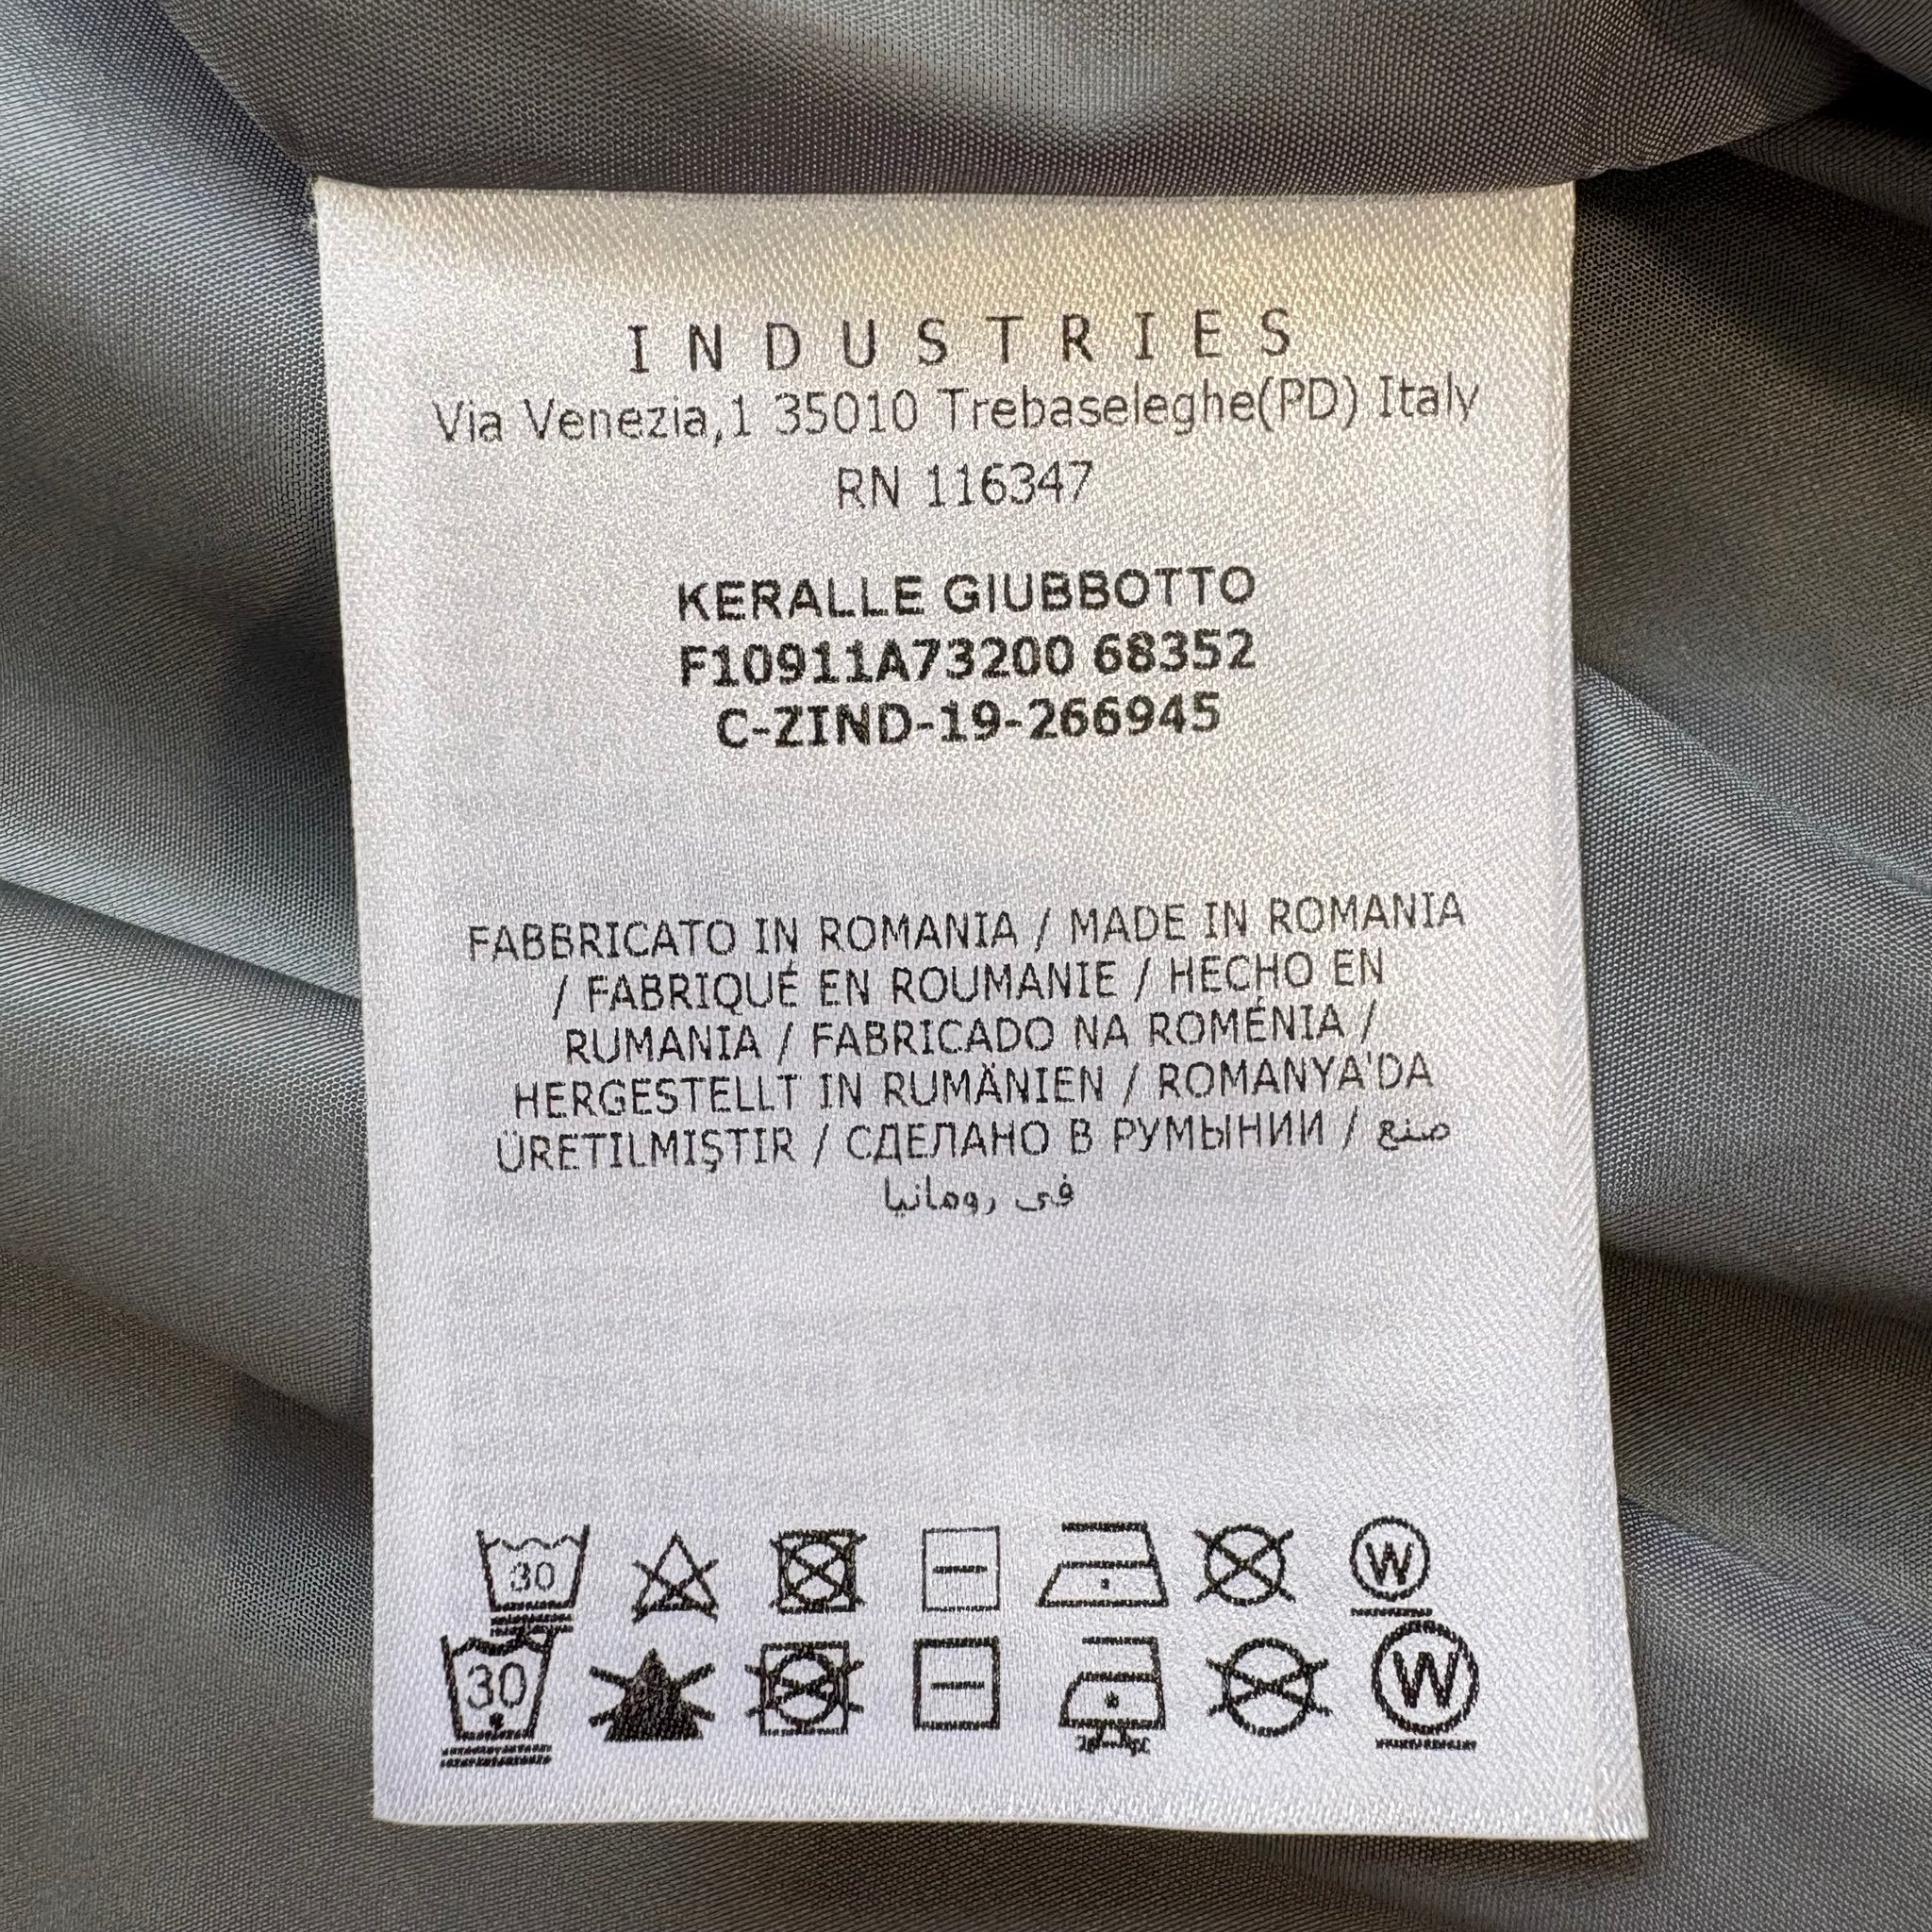 INDUSTRIES
Via Venezia,1 35010 Trebaseleghe(PD) Italy
RN 116347
KERALLE GIUBBOTTO
F10911A73200 68352
C-ZIND-19-266945
FABBRICATO IN ROMANIA / MADE IN ROMANIA
/ FABRIQUÉ EN ROUMANIE / HECHO EN
RUMANIA / FABRICADO NA ROMÉNIA /
HERGESTELLT IN RUMÄNIEN / ROMANYA'DA
ÜRETILMIŞTIR / СДЕЛАНО В РУМЫНИИ / صنع
في رومانيا
30 W
30 W